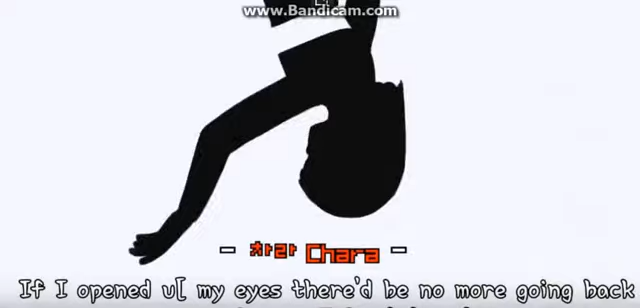 www.Bandicam.com
- 차라 Chara -
If I opened u[ my eyes there'd be no more going back